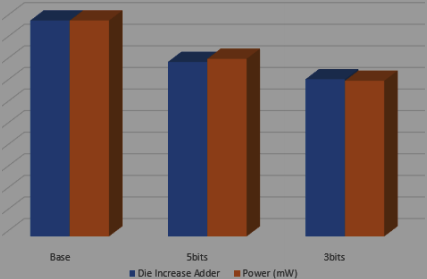 Base 5bits 3bits
Die Increase Adder Power (mW)